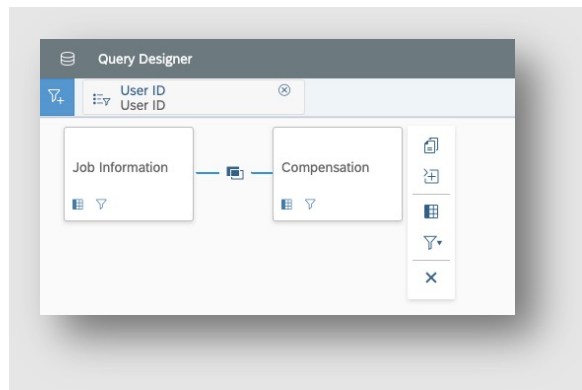 Query Designer
User ID
User ID
Job Information
Compensation